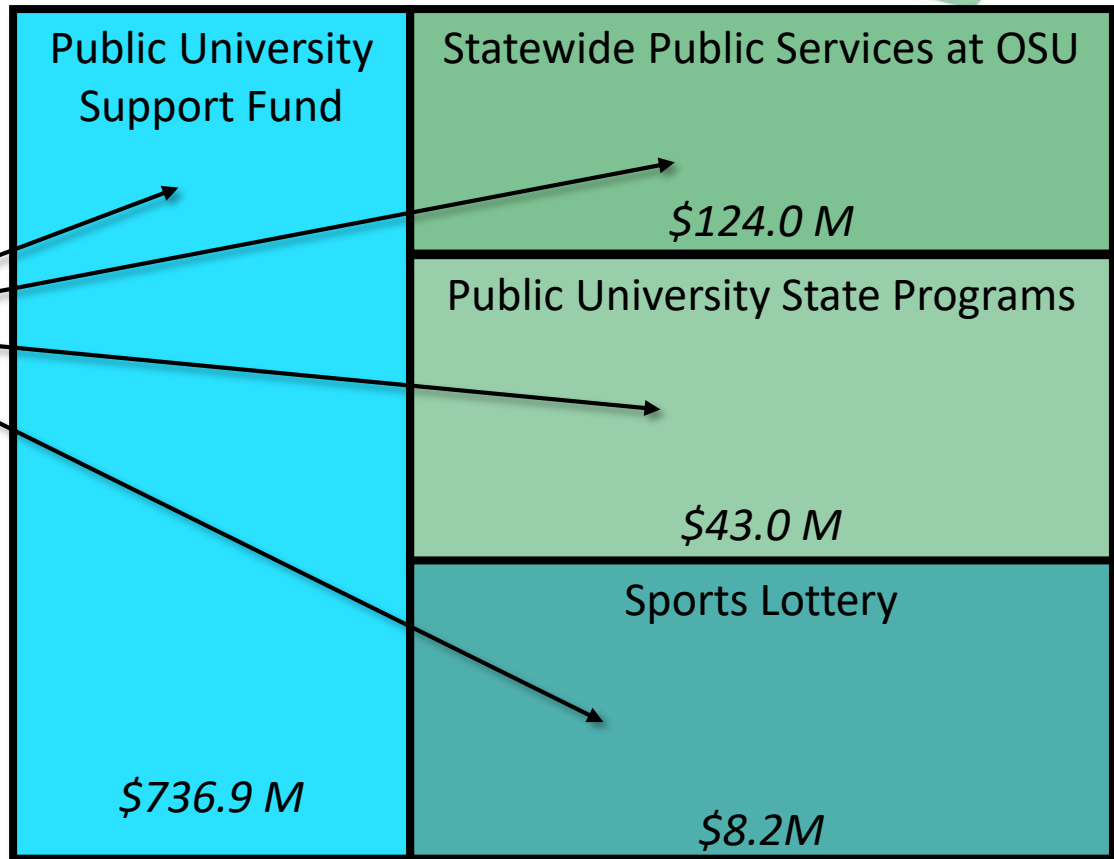 Public University
Support Fund
$736.9 M
Statewide Public Services at OSU
$124.0 M
Public University State Programs
$43.0 M
Sports Lottery
$8.2M